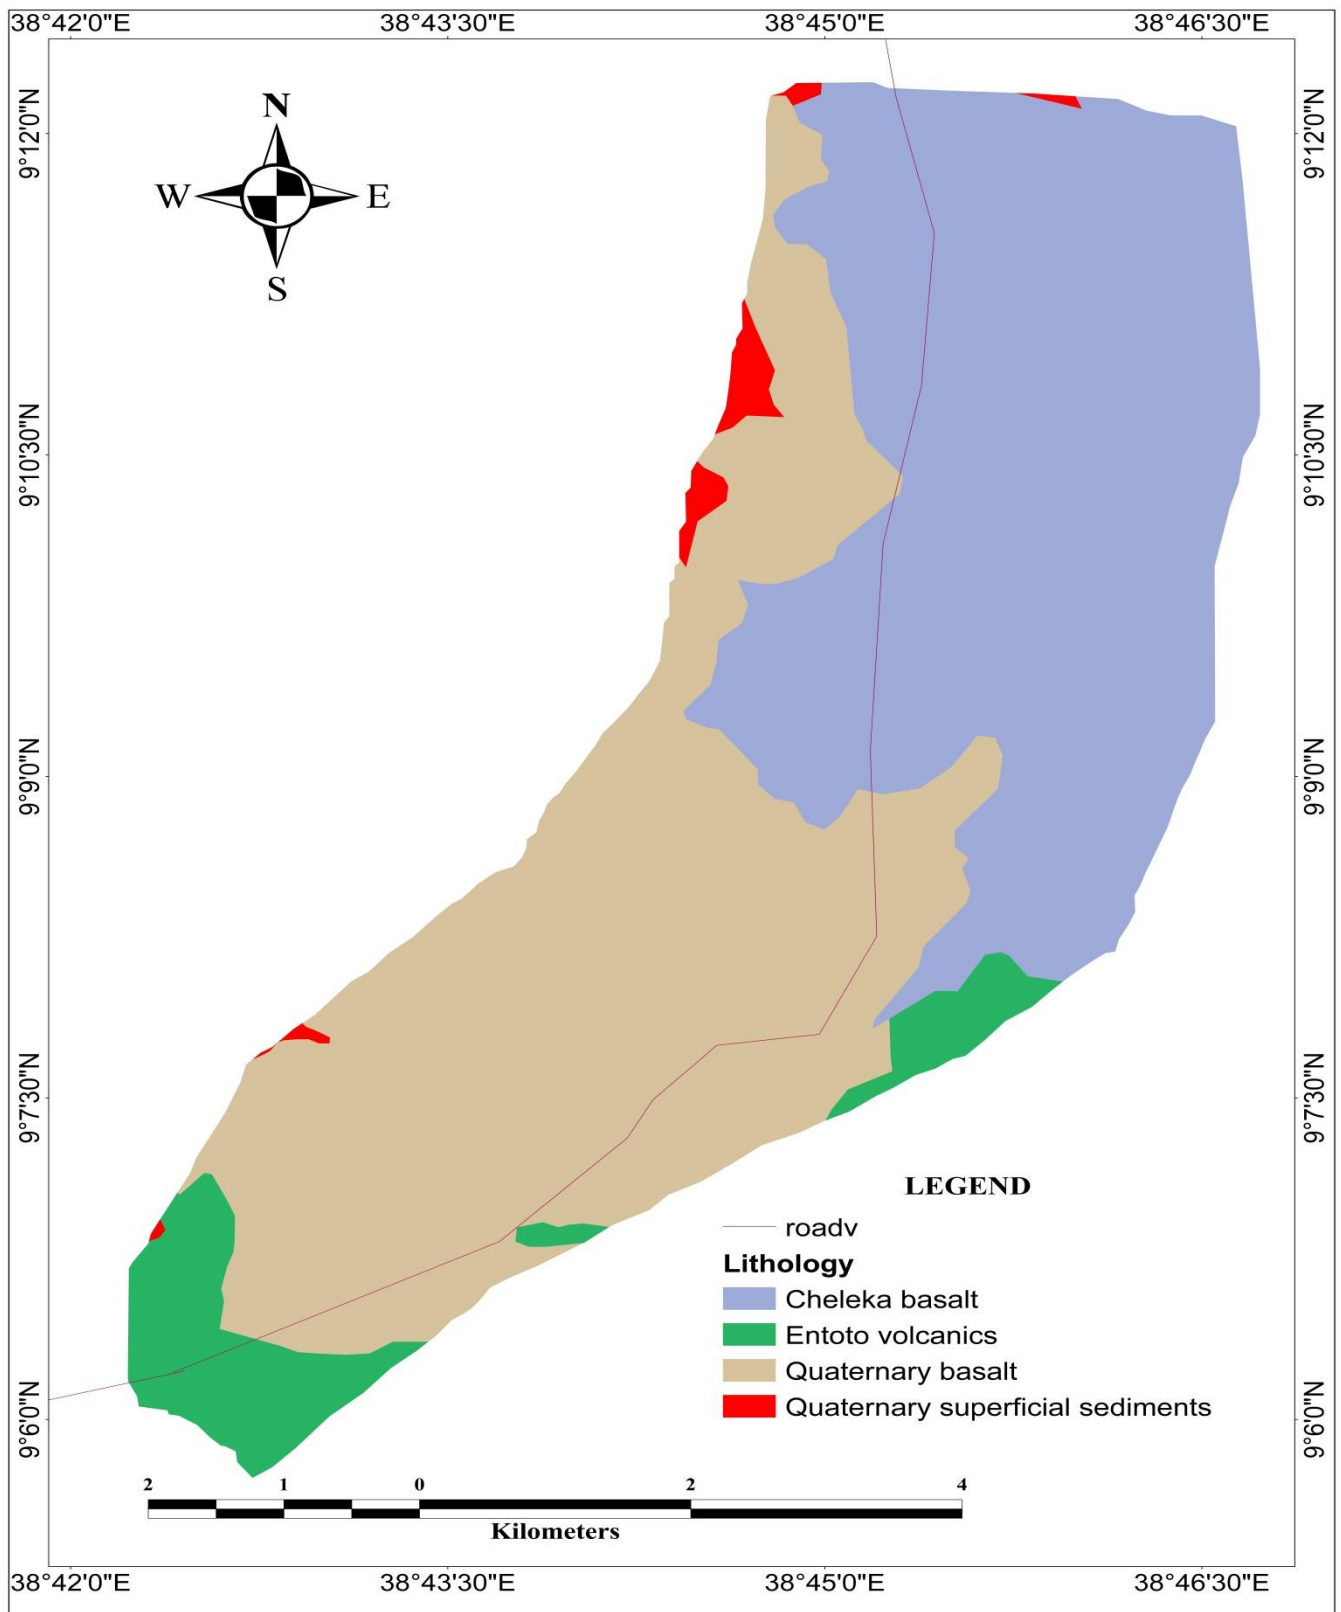 38°42'0"E 38°43'30"E 38°45'0"E 38°46'30"E
9°12'0"N 9°12'0"N
N
W E
S
9°10'30"N 9°10'30"N
9°9'0"N 9°9'0"N
9°7'30"N 9°7'30"N
LEGEND
roadv
Lithology
Cheleka basalt
Entoto volcanics
Quaternary basalt
Quaternary superficial sediments
9°6'0"N 9°6'0"N
2 1 0 2 4
Kilometers
38°42'0"E 38°43'30"E 38°45'0"E 38°46'30"E